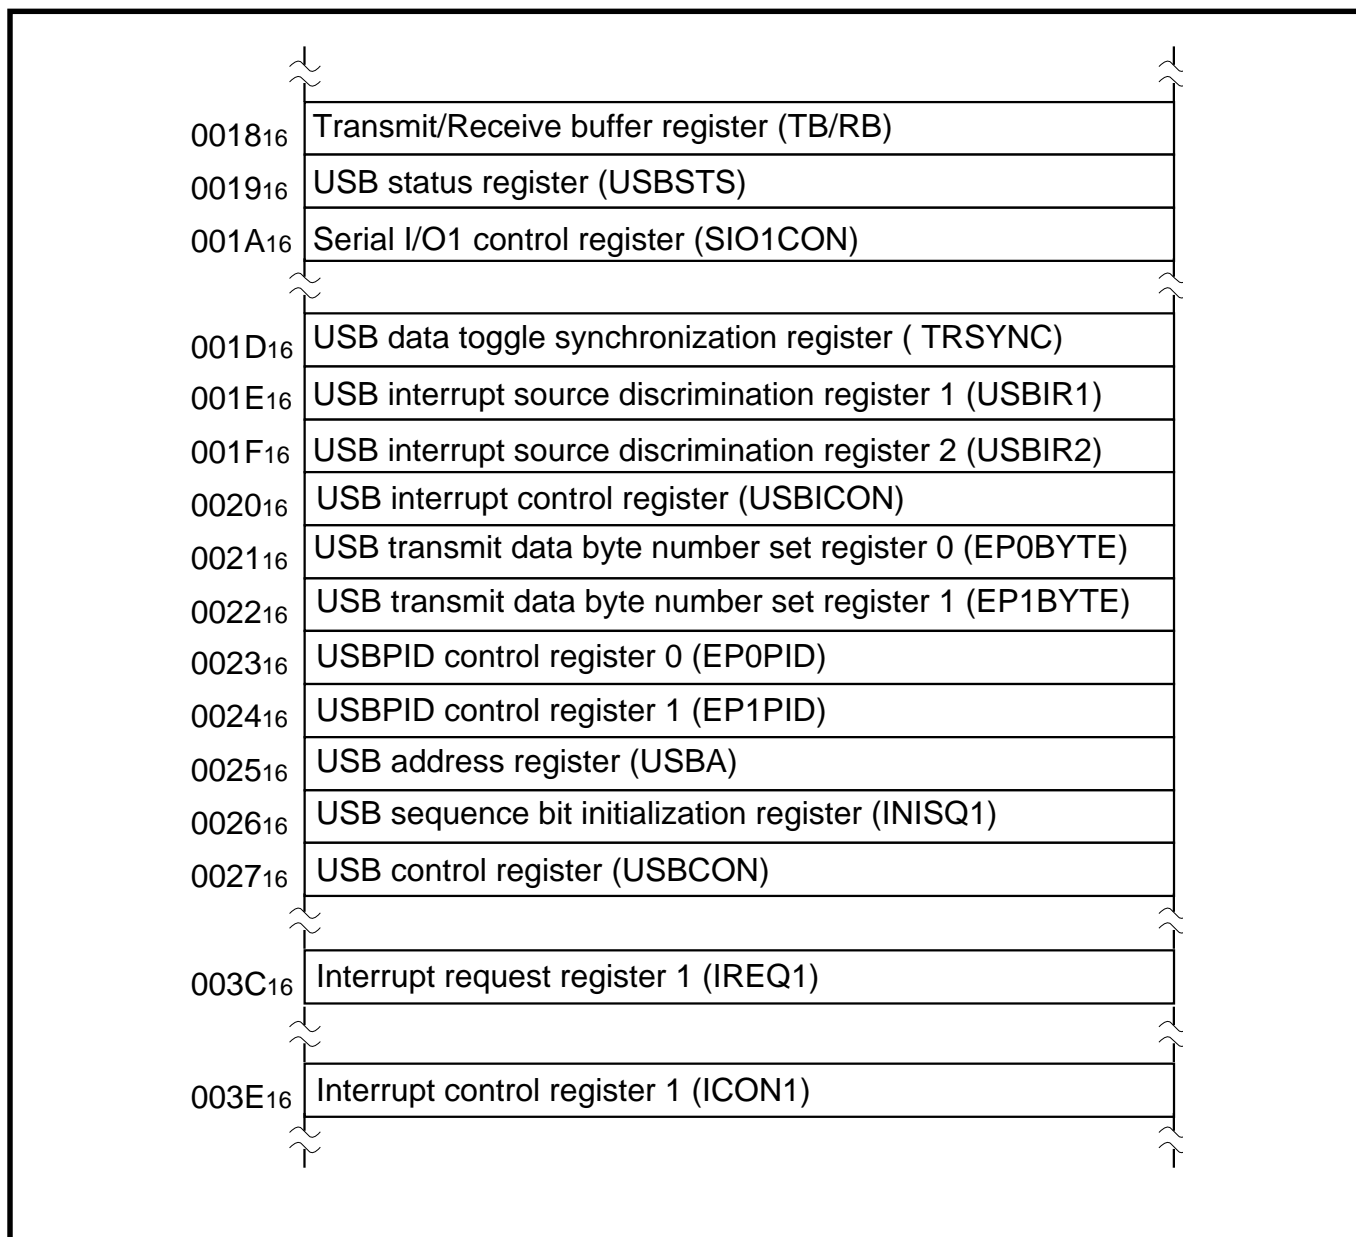 001816 Transmit/Receive buffer register (TB/RB)
001916 USB status register (USBSTS)
001A16 Serial I/O1 control register (SIO1CON)
001D16 USB data toggle synchronization register ( TRSYNC)
001E16 USB interrupt source discrimination register 1 (USBIR1)
001F16 USB interrupt source discrimination register 2 (USBIR2)
002016 USB interrupt control register (USBICON)
002116 USB transmit data byte number set register 0 (EP0BYTE)
002216 USB transmit data byte number set register 1 (EP1BYTE)
002316 USBPID control register 0 (EP0PID)
002416 USBPID control register 1 (EP1PID)
002516 USB address register (USBA)
002616 USB sequence bit initialization register (INISQ1)
002716 USB control register (USBCON)
003C16 Interrupt request register 1 (IREQ1)
003E16 Interrupt control register 1 (ICON1)